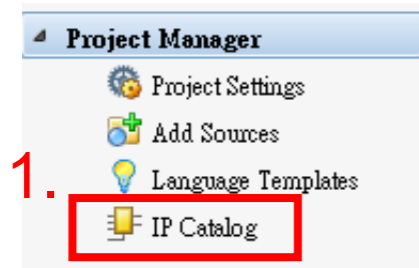 Project Manager
Project Settings
Add Sources
1. Language Templates
IP Catalog